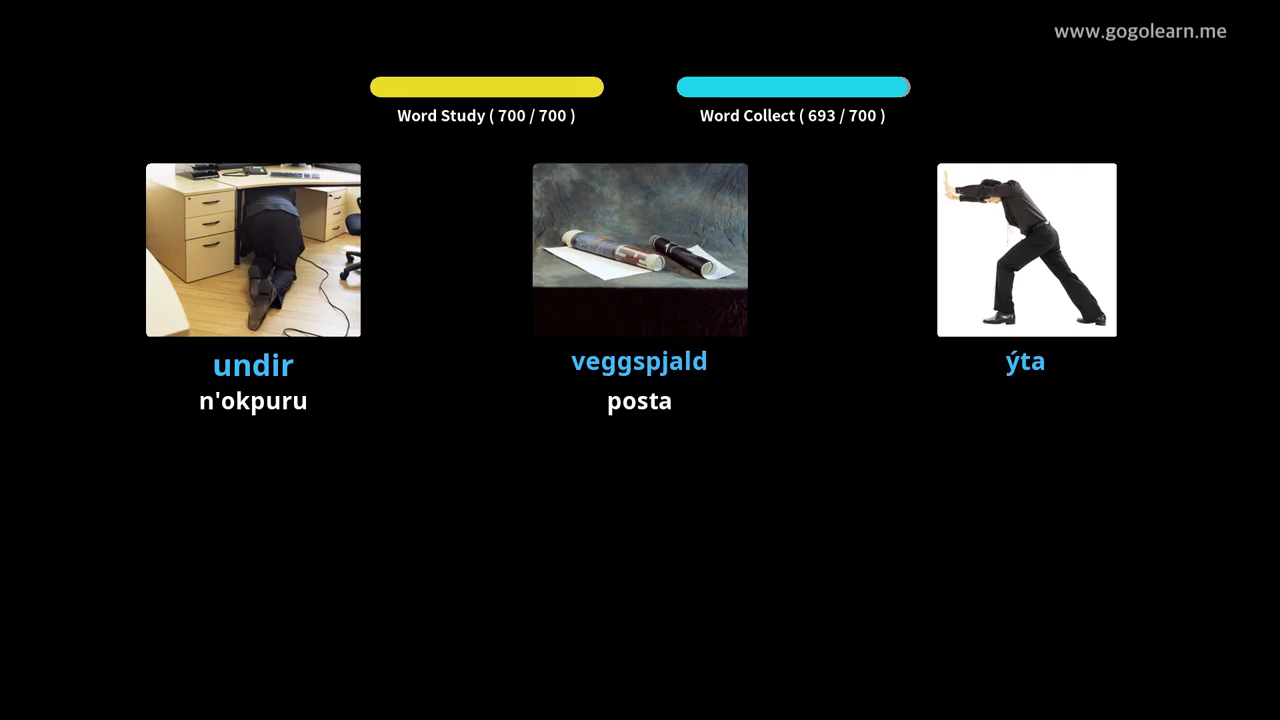 www.gogolearn.me
Word Study ( 700 / 700 )
Word Collect ( 693 / 700 )
undir
veggspjald
ýta
n'okpuru
posta